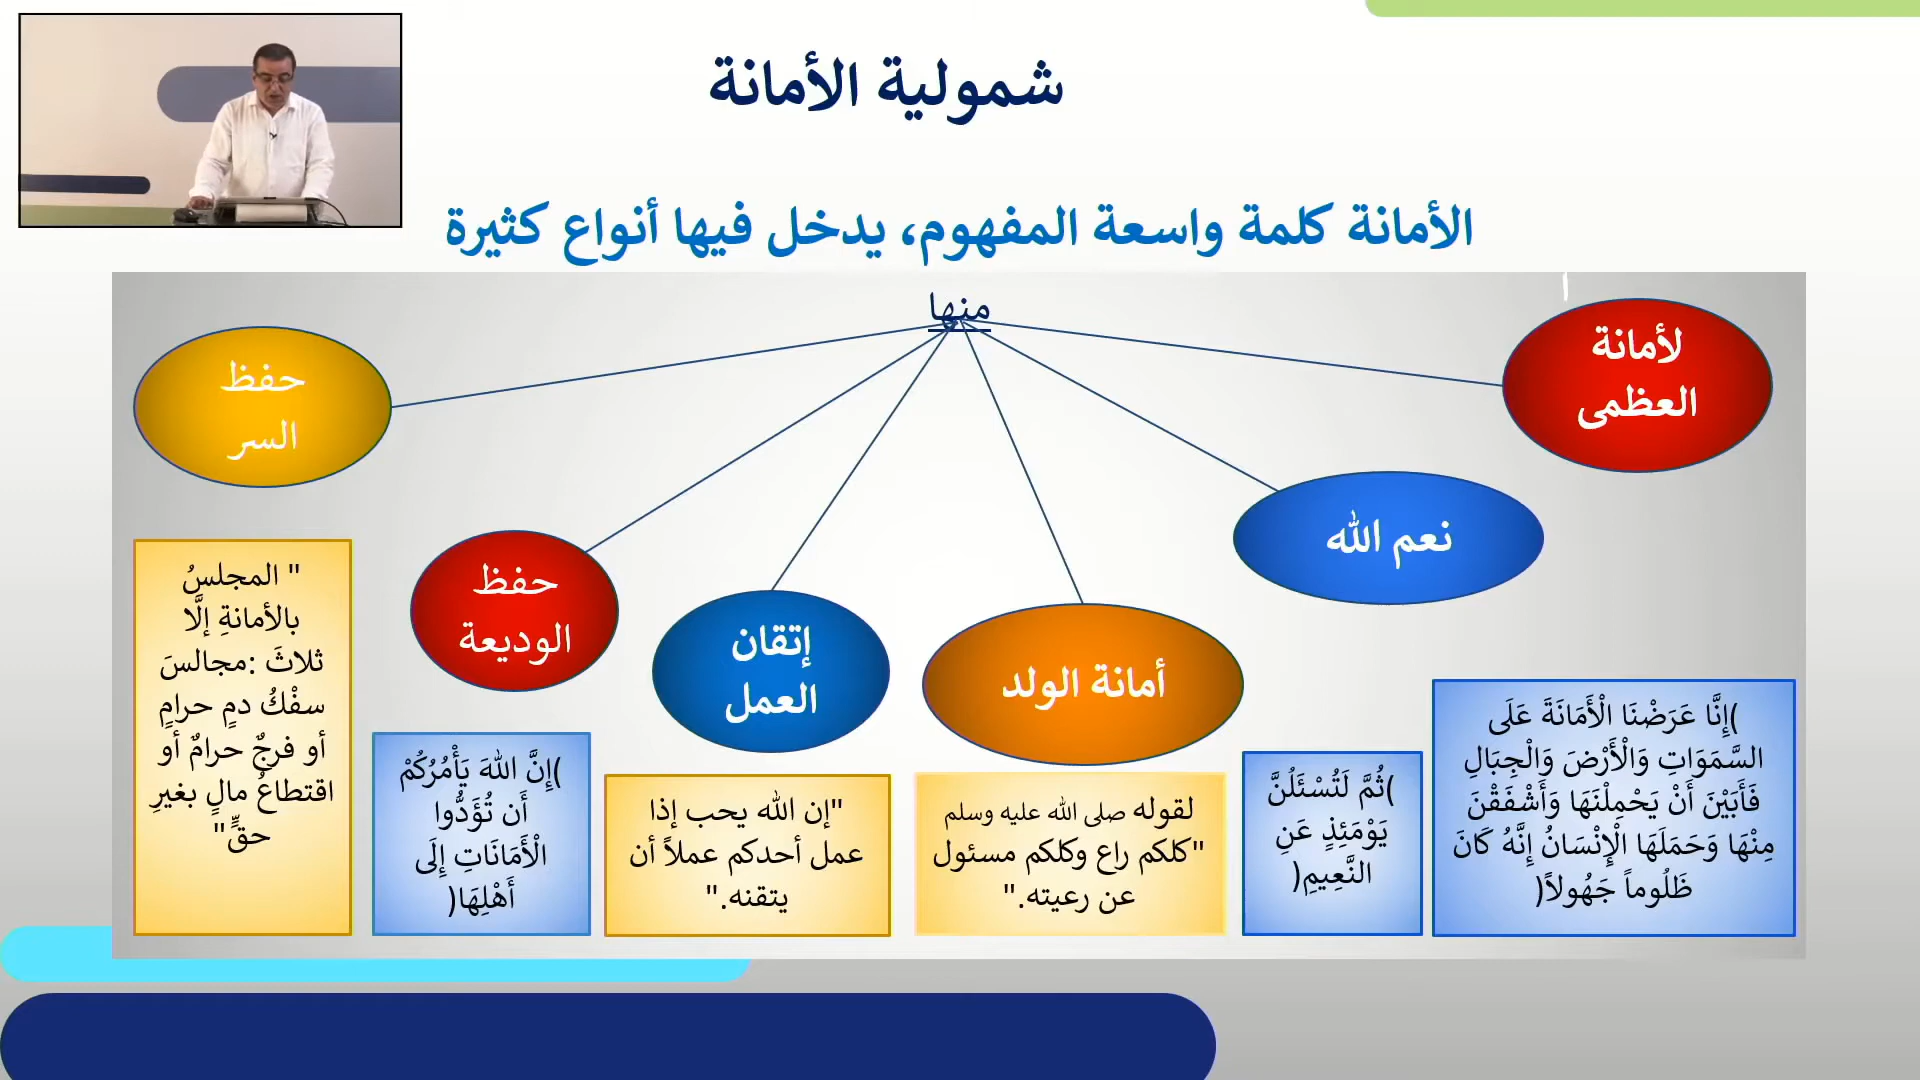 شمولية الأمانة
الأمانة كلمة واسعة المفهوم، يدخل فيها أنواع كثيرة
منها
لأمانة
العظمى
نعم الله
أمانة الولد
إتقان
العمل
حفظ
الوديعة
حفظ
السر
)إِنَّا عَرَضْنَا الْأَمَانَةَ عَلَى
السَّمَوَاتِ وَالْأَرْضَ وَالْجِبَالِ
فَأَبَيْنَ أَنْ يَحْمِلْنَهَا وَأَشْفَقْنَ
مِنْهَا وَحَمَلَهَا الْإِنْسَانُ إِنَّهُ كَانَ
ظَلُوماً جَهُولاً(
)ثُمَّ لَتُسْئَلُنَّ
يَوْمَئِذٍ عَنِ
النَّعِيمِ(
لقوله صلى الله عليه وسلم
"كلكم راع وكلكم مسئول
عن رعيته."
"إن الله يحب إذا
عمل أحدكم عملاً أن
يتقنه."
)إِنَّ اللهَ يَأْمُرُكُمْ
أَن تُؤَدُّوا
الْأَمَانَاتِ إِلَى
أَهْلِهَا(
" المجلسُ
بالأمانةِ إلَّا
ثلاثَ :مجالسَ
سفْكُ دمٍ حرامٍ
أو فرجٌ حرامٌ أو
اقتطاعُ مالٍ بغيرِ
حقٍّ"